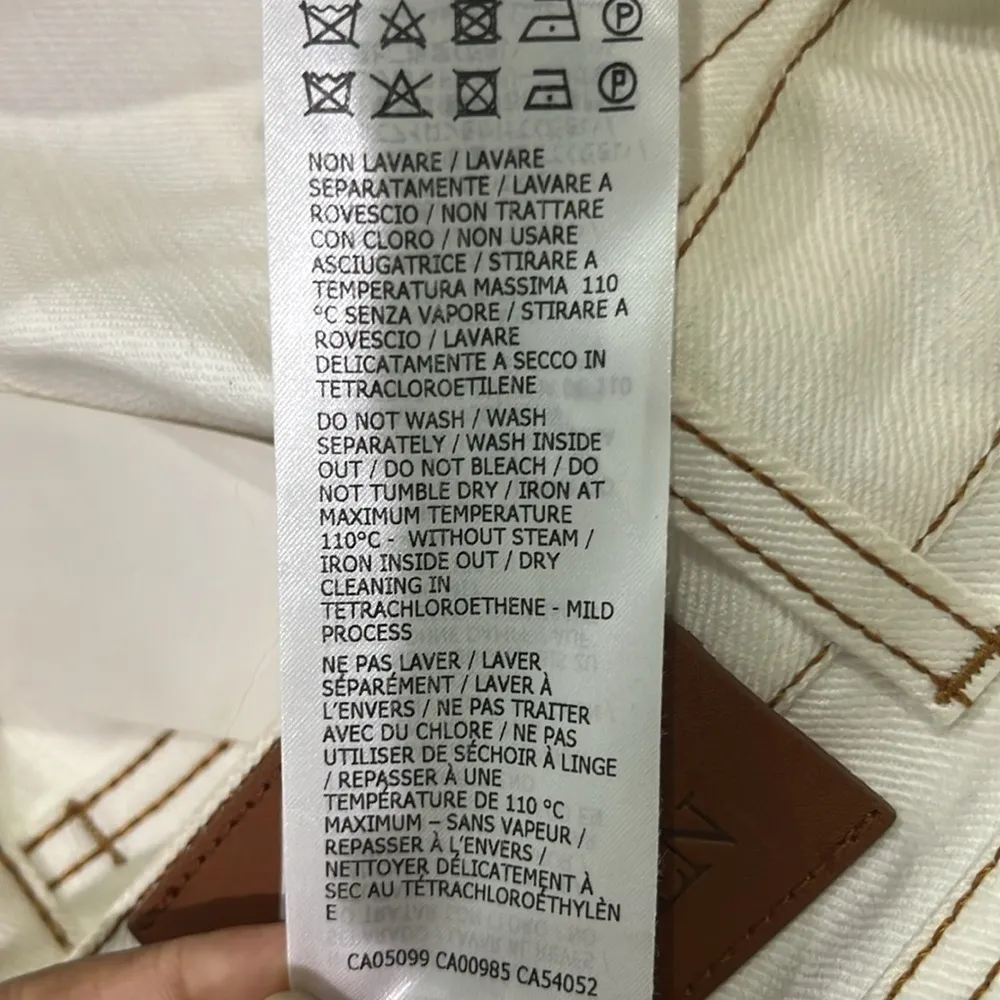 P
P
NON LAVARE / LAVARE
SEPARATAMENTE / LAVARE A
ROVESCIO / NON TRATTARE
CON CLORO / NON USARE
ASCIUGATRICE / STIRARE A
TEMPERATURA MASSIMA 110
°C SENZA VAPORE / STIRARE A
ROVESCIO / LAVARE
DELICATAMENTE A SECCO IN
TETRACLOROETILENE
DO NOT WASH / WASH
SEPARATELY / WASH INSIDE
OUT / DO NOT BLEACH / DO
NOT TUMBLE DRY / IRON AT
MAXIMUM TEMPERATURE
110°C - WITHOUT STEAM /
IRON INSIDE OUT / DRY
CLEANING IN
TETRACHLOROETHENE - MILD
PROCESS
NE PAS LAVER / LAVER
SÉPARÉMENT / LAVER À
L'ENVERS / NE PAS TRAITER
AVEC DU CHLORE / NE PAS
UTILISER DE SÉCHOIR À LINGE
/ REPASSER À UNE
TEMPÉRATURE DE 110 °C
MAXIMUM – SANS VAPEUR /
REPASSER À L'ENVERS /
NETTOYER DÉLICATEMENT À
SEC AU TÉTRACHLOROÉTHYLÈN
E
CA05099 CA00985 CA54052